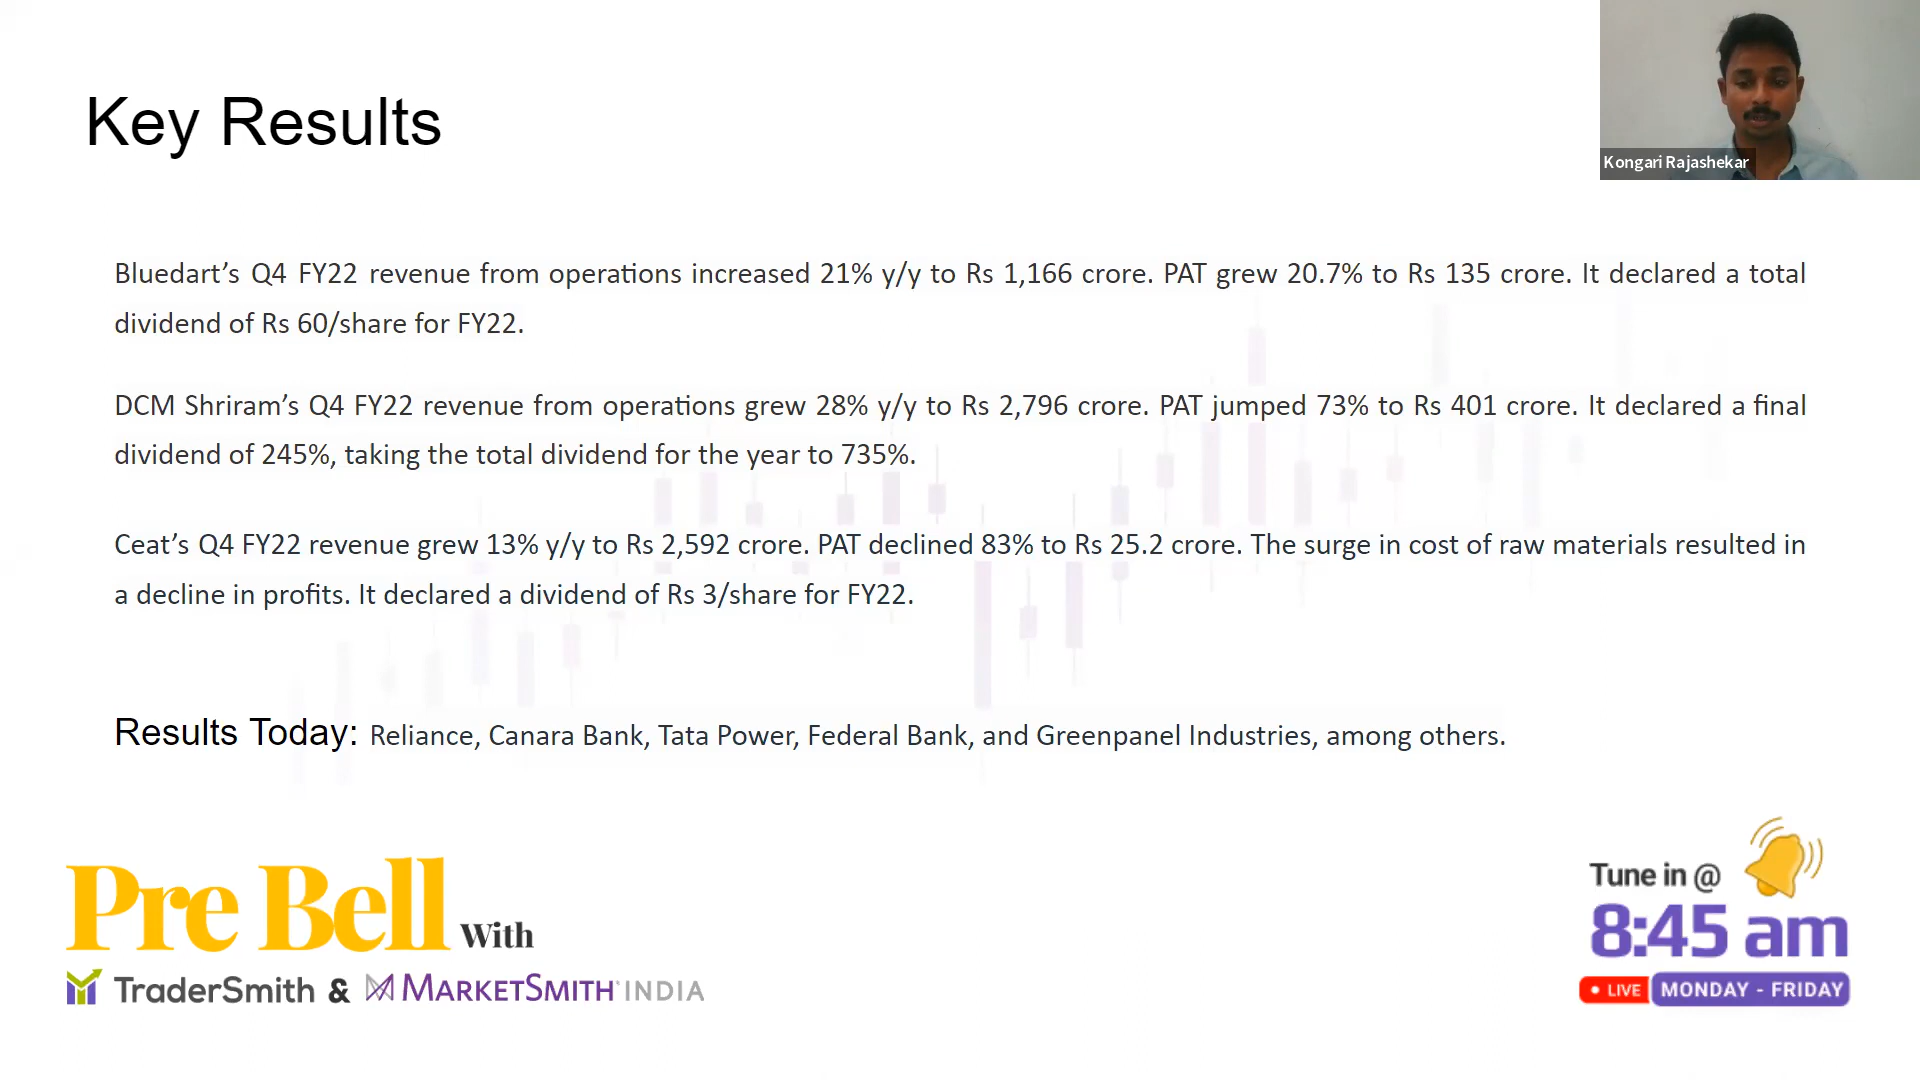 Key Results
Kongari Rajashekar
Bluedart’s Q4 FY22 revenue from operations increased 21% y/y to Rs 1,166 crore. PAT grew 20.7% to Rs 135 crore. It declared a total
dividend of Rs 60/share for FY22.
DCM Shriram’s Q4 FY22 revenue from operations grew 28% y/y to Rs 2,796 crore. PAT jumped 73% to Rs 401 crore. It declared a final
dividend of 245%, taking the total dividend for the year to 735%.
Ceat’s Q4 FY22 revenue grew 13% y/y to Rs 2,592 crore. PAT declined 83% to Rs 25.2 crore. The surge in cost of raw materials resulted in
a decline in profits. It declared a dividend of Rs 3/share for FY22.
Results Today: Reliance, Canara Bank, Tata Power, Federal Bank, and Greenpanel Industries, among others.
Pre Bell With
TraderSmith & MARKETSMITH INDIA
Tune in @
8:45 am
LIVE MONDAY - FRIDAY